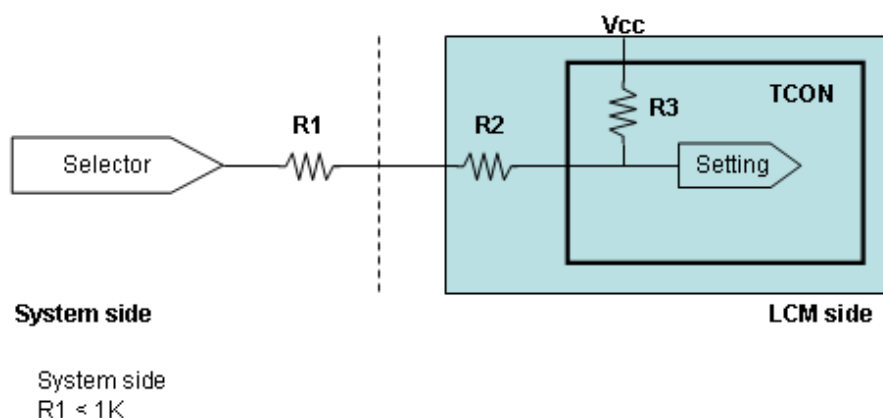 Vcc
TCON
R1
R2
R3
Selector
Setting
System side
LCM side
System side
R1 < 1K